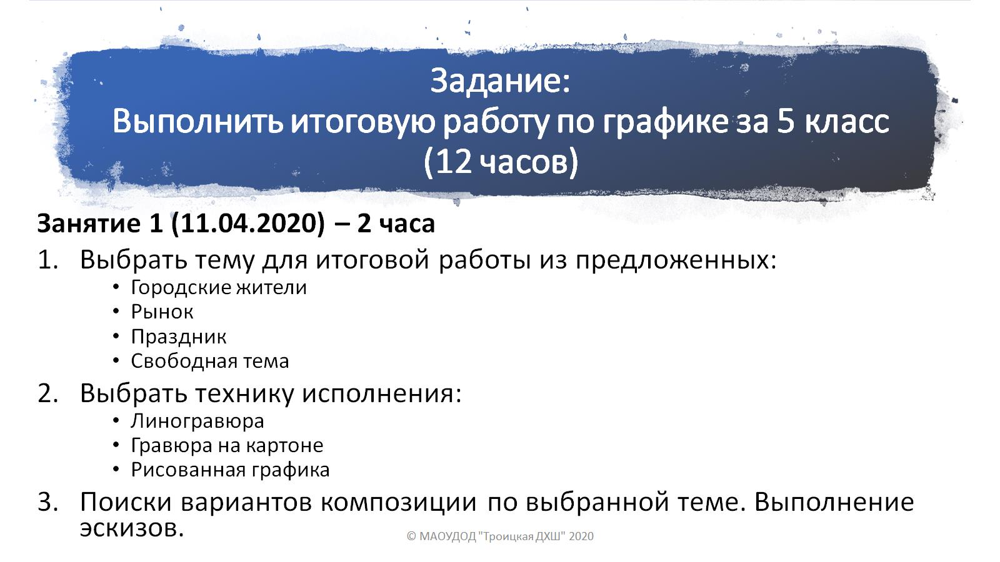 Задание:
Выполнить итоговую работу по графике за 5 класс
(12 часов)
Занятие 1 (11.04.2020) – 2 часа
1. Выбрать тему для итоговой работы из предложенных:
• Городские жители
• Рынок
• Праздник
• Свободная тема
2. Выбрать технику исполнения:
• Линогравюра
• Гравюра на картоне
• Рисованная графика
3. Поиски вариантов композиции по выбранной теме. Выполнение
эскизов.
© МАОУДОД "Троицкая ДХШ" 2020